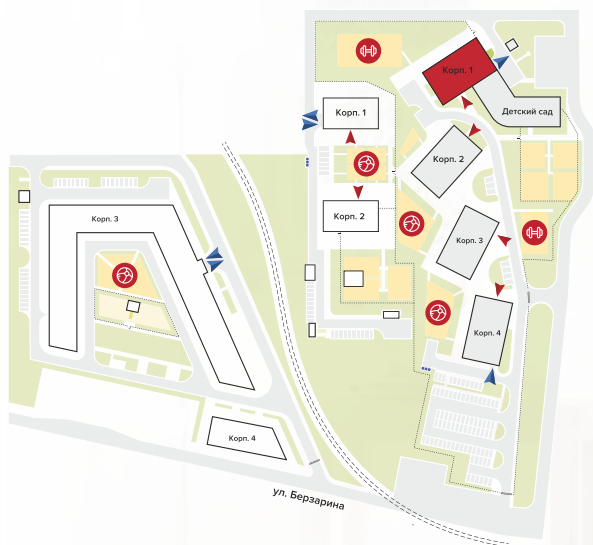 Корп. 1
Корп. 1
Детский сад
Корп. 2
Корп. 2
Корп. 3
Корп. 3
Корп. 4
Корп. 4
ул. Берзарина